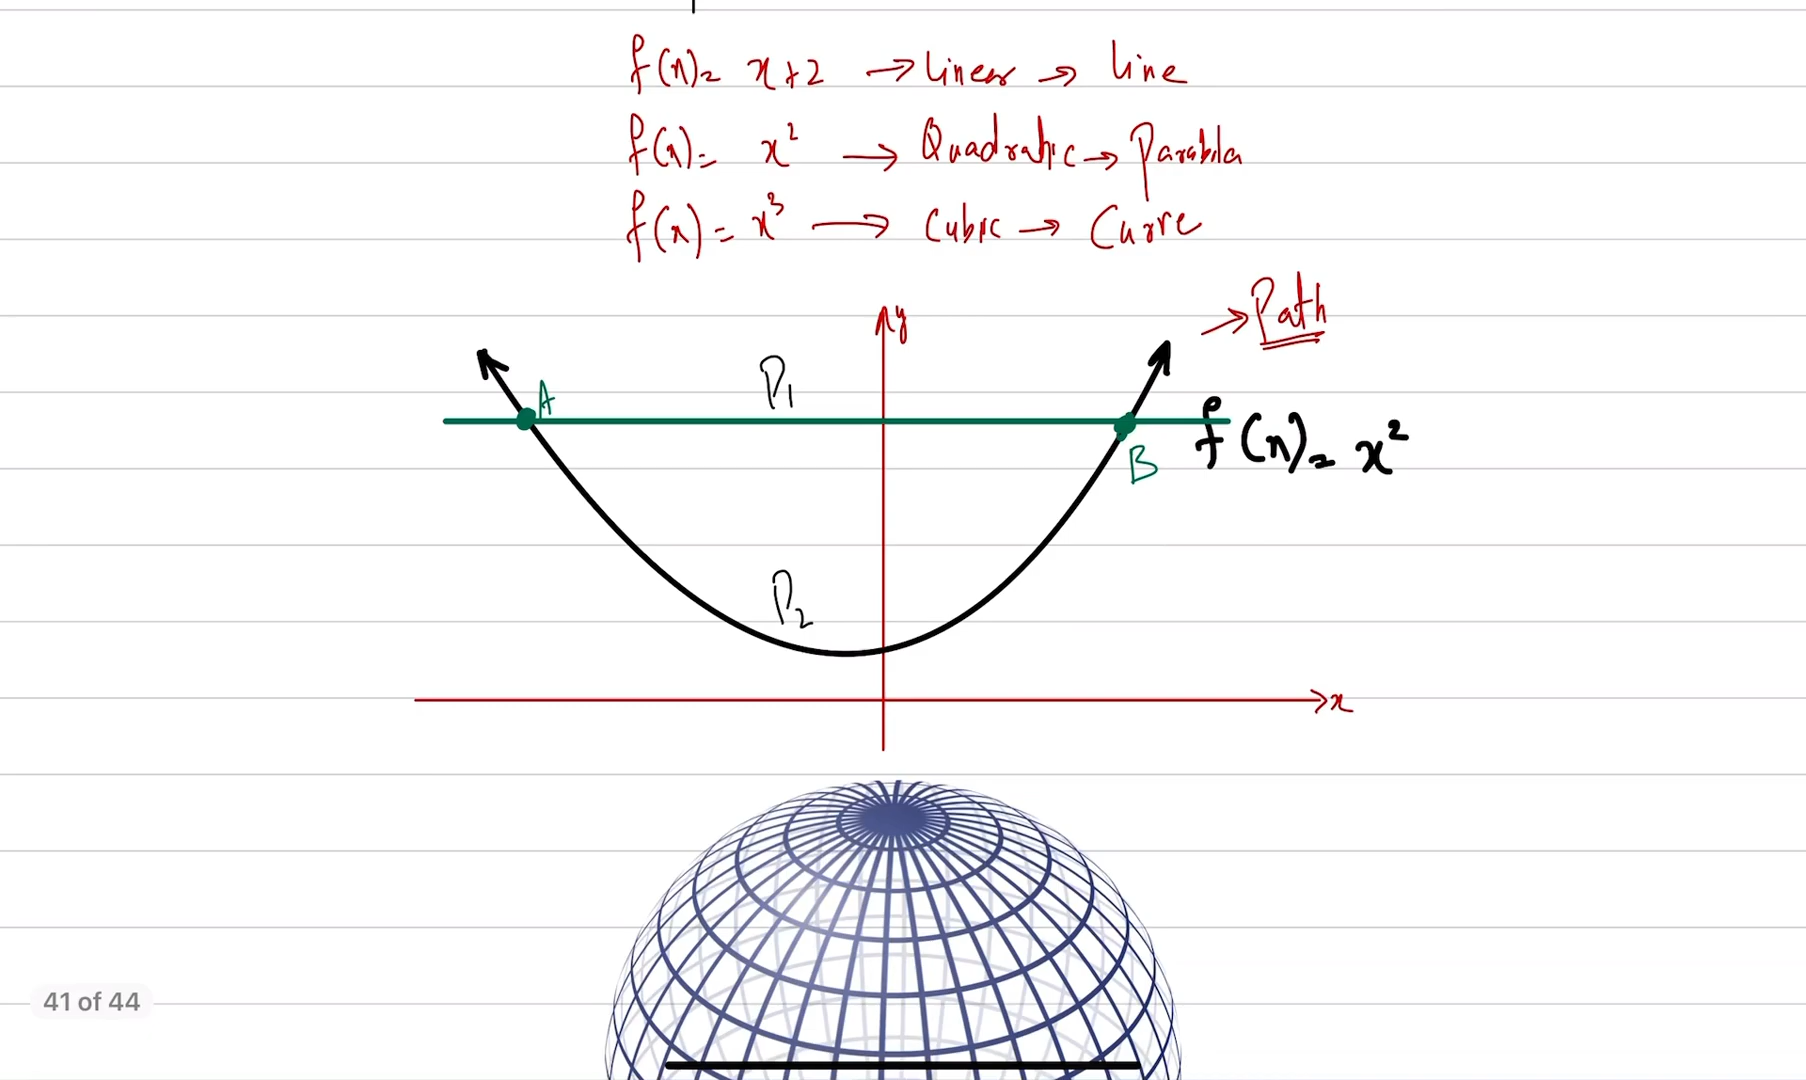 f(x) = x+2 → Linear → Line
f(x) = x² → Quadratic → Parabola
f(x) = x³ → Cubic → Curve
→ Path
y
P₁
A
B
f(x) = x²
P₂
x
41 of 44